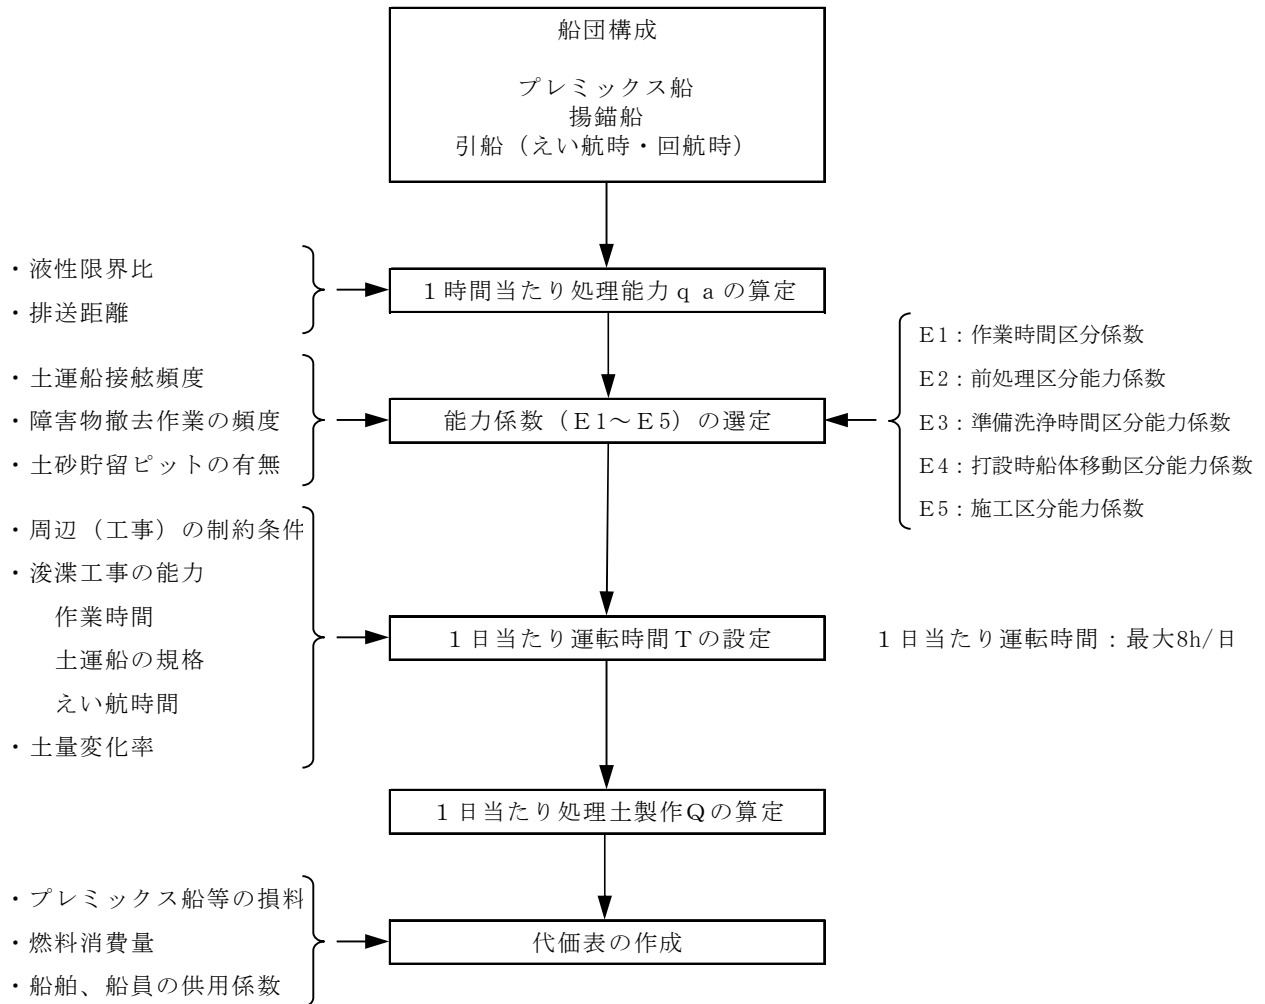 船団構成
プレミックス船
揚錨船
引船（えい航時・回航時）
・液性限界比
・排送距離
１時間当たり処理能力ｑａの算定
・土運船接舷頻度
・障害物撤去作業の頻度
・土砂貯留ピットの有無
能力係数（E1～E5）の選定
E1：作業時間区分係数
E2：前処理区分能力係数
E3：準備洗浄時間区分能力係数
E4：打設時船体移動区分能力係数
E5：施工区分能力係数
・周辺（工事）の制約条件
・浚渫工事の能力
作業時間
土運船の規格
えい航時間
・土量変化率
１日当たり運転時間Ｔの設定
１日当たり運転時間：最大8h/日
１日当たり処理土製作Ｑの算定
・プレミックス船等の損料
・燃料消費量
・船舶、船員の供用係数
代価表の作成